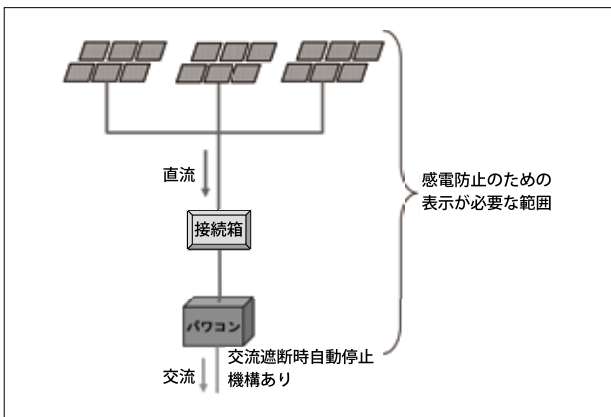 直流
感電防止のための
表示が必要な範囲
接続箱
パワコン
交流遮断時自動停止
機構あり
交流